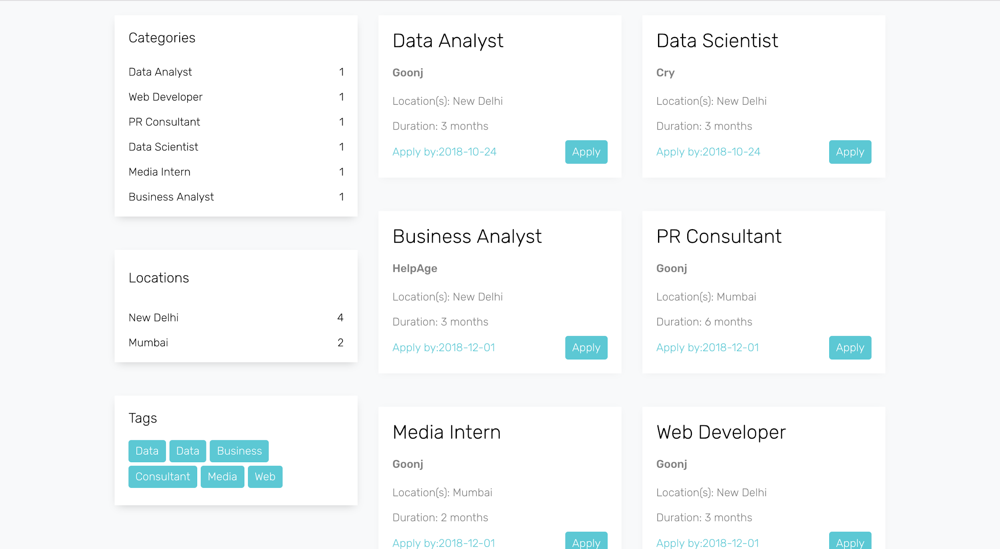 Categories
Data Analyst 1
Web Developer 1
PR Consultant 1
Data Scientist 1
Media Intern 1
Business Analyst 1
Locations
New Delhi 4
Mumbai 2
Tags
Data Data Business
Consultant Media Web
Data Analyst
Goonj
Location(s): New Delhi
Duration: 3 months
Apply by:2018-10-24 Apply
Data Scientist
Cry
Location(s): New Delhi
Duration: 3 months
Apply by:2018-10-24 Apply
Business Analyst
HelpAge
Location(s): New Delhi
Duration: 3 months
Apply by:2018-12-01 Apply
PR Consultant
Goonj
Location(s): Mumbai
Duration: 6 months
Apply by:2018-12-01 Apply
Media Intern
Goonj
Location(s): Mumbai
Duration: 2 months
Apply by:2018-12-01 Apply
Web Developer
Goonj
Location(s): New Delhi
Duration: 3 months
Apply by:2018-12-01 Apply